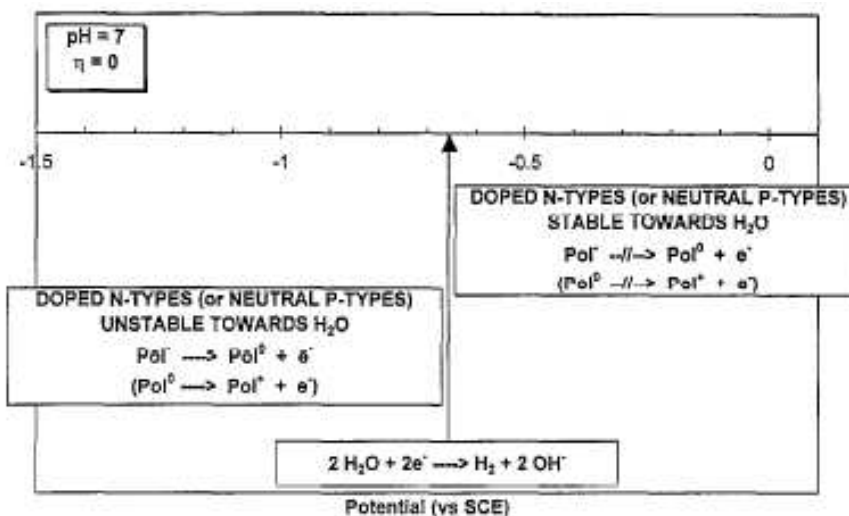 pH = 7
η = 0
-1.5
-1
-0.5
0
DOPED N-TYPES (or NEUTRAL P-TYPES)
STABLE TOWARDS H₂O
Pol⁻ --//--> Pol⁰ + e⁻
(Pol⁰ --//--> Pol⁺ + e⁻)
DOPED N-TYPES (or NEUTRAL P-TYPES)
UNSTABLE TOWARDS H₂O
Pol⁻ ----> Pol⁰ + e⁻
(Pol⁰ ----> Pol⁺ + e⁻)
2 H₂O + 2e⁻ ----> H₂ + 2 OH⁻
Potential (vs SCE)